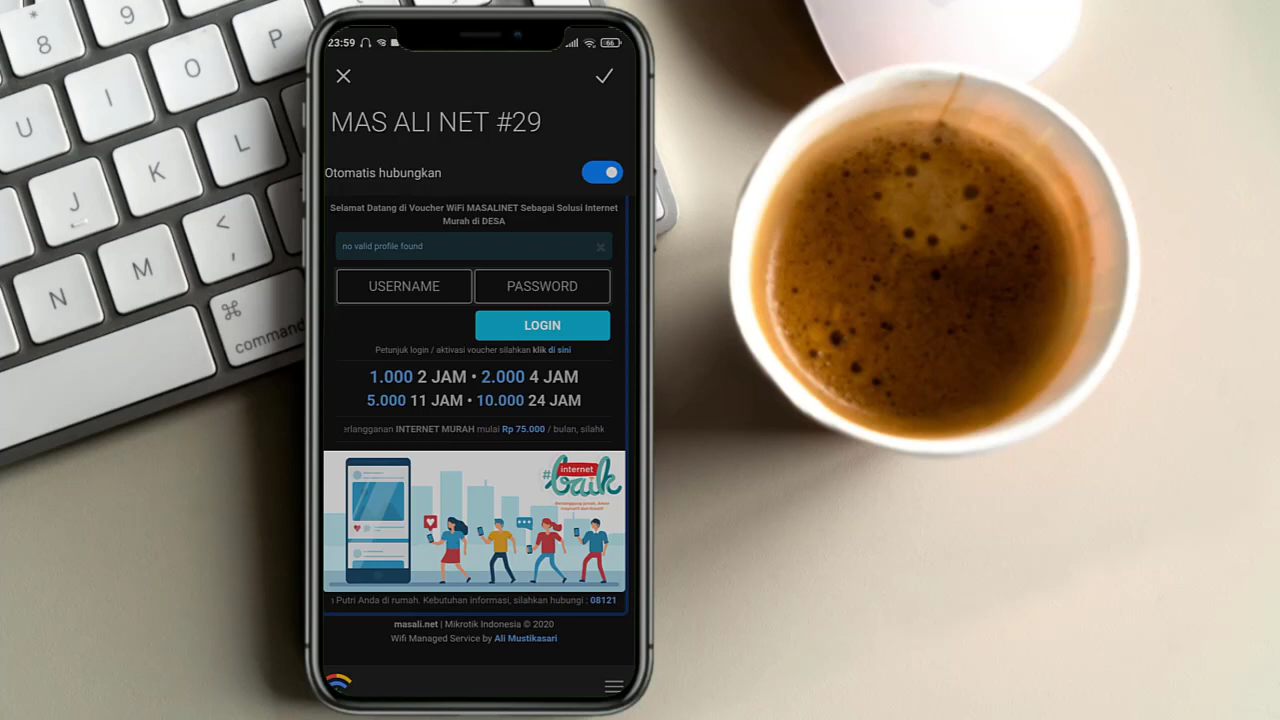 *
8
9
(
P
O
I
U
L
K
J
<
,
M
N
⌘
command
23:59
66
MAS ALI NET #29
Otomatis hubungkan
Selamat Datang di Voucher WiFi MASALINET Sebagai Solusi Internet
Murah di DESA
no valid profile found
USERNAME PASSWORD
LOGIN
Petunjuk login / aktivasi voucher silahkan klik di sini
1.000 2 JAM • 2.000 4 JAM
5.000 11 JAM • 10.000 24 JAM
erlangganan INTERNET MURAH mulai Rp 75.000 / bulan, silahk
#internet
baik
Putri Anda di rumah. Kebutuhan informasi, silahkan hubungi : 08121
masali.net | Mikrotik Indonesia © 2020
Wifi Managed Service by Ali Mustikasari